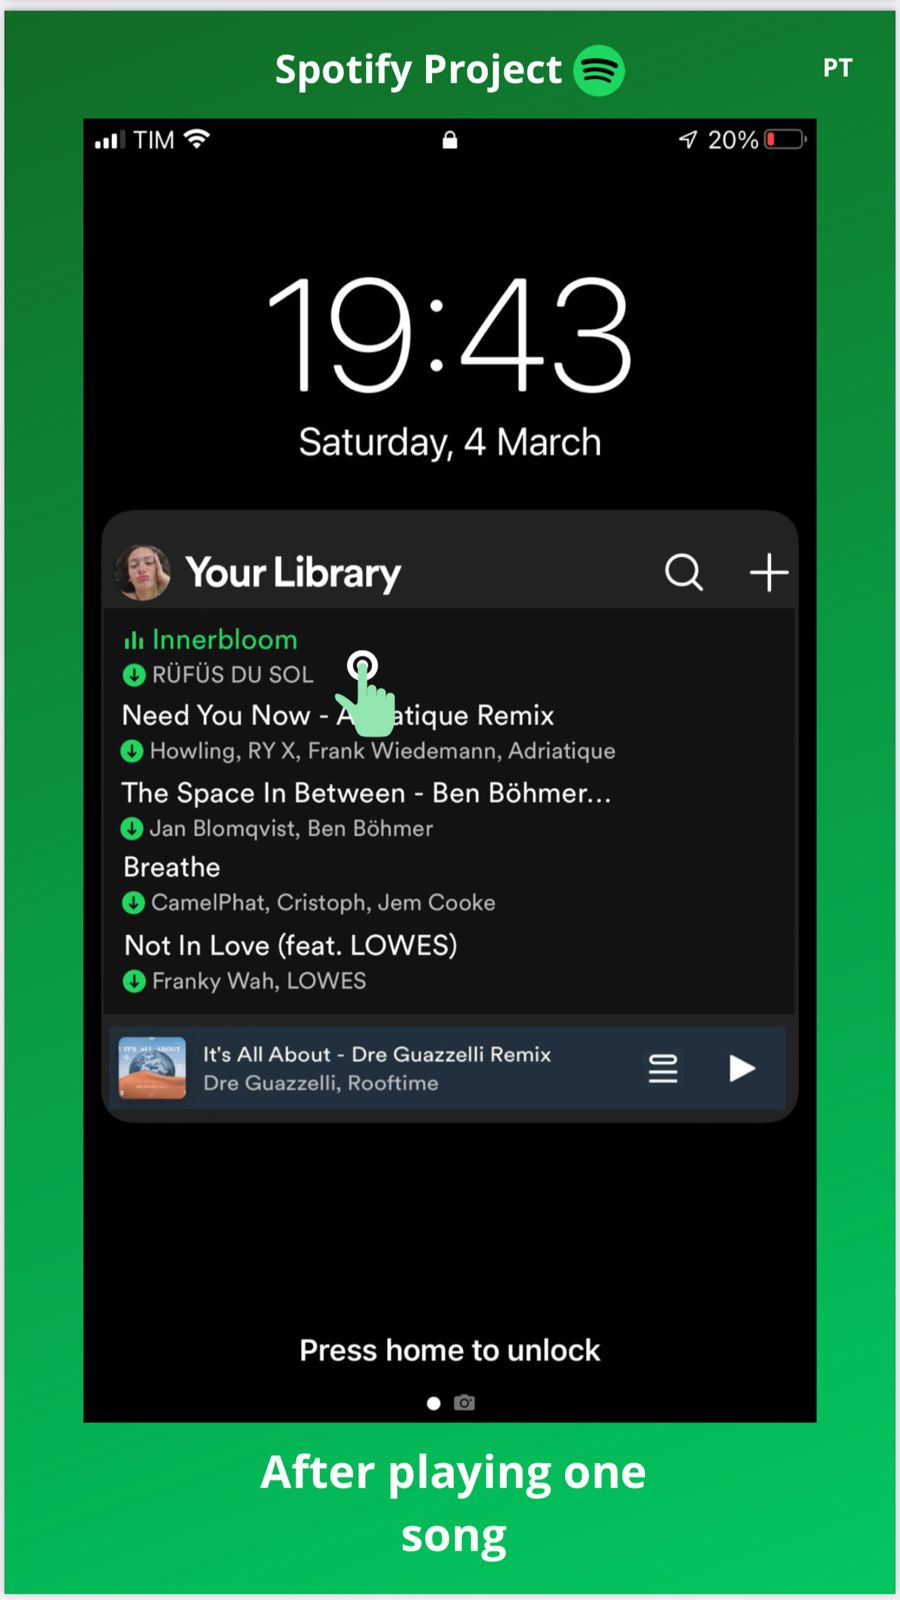 Spotify Project
PT
TIM
20%
19:43
Saturday, 4 March
Your Library
Innerbloom
RÜFÜS DU SOL
Need You Now - A atique Remix
Howling, RY X, Frank Wiedemann, Adriatique
The Space In Between - Ben Böhmer...
Jan Blomqvist, Ben Böhmer
Breathe
CamelPhat, Cristoph, Jem Cooke
Not In Love (feat. LOWES)
Franky Wah, LOWES
IT'S ALL ABOUT
It's All About - Dre Guazzelli Remix
Dre Guazzelli, Rooftime
Press home to unlock
After playing one
song